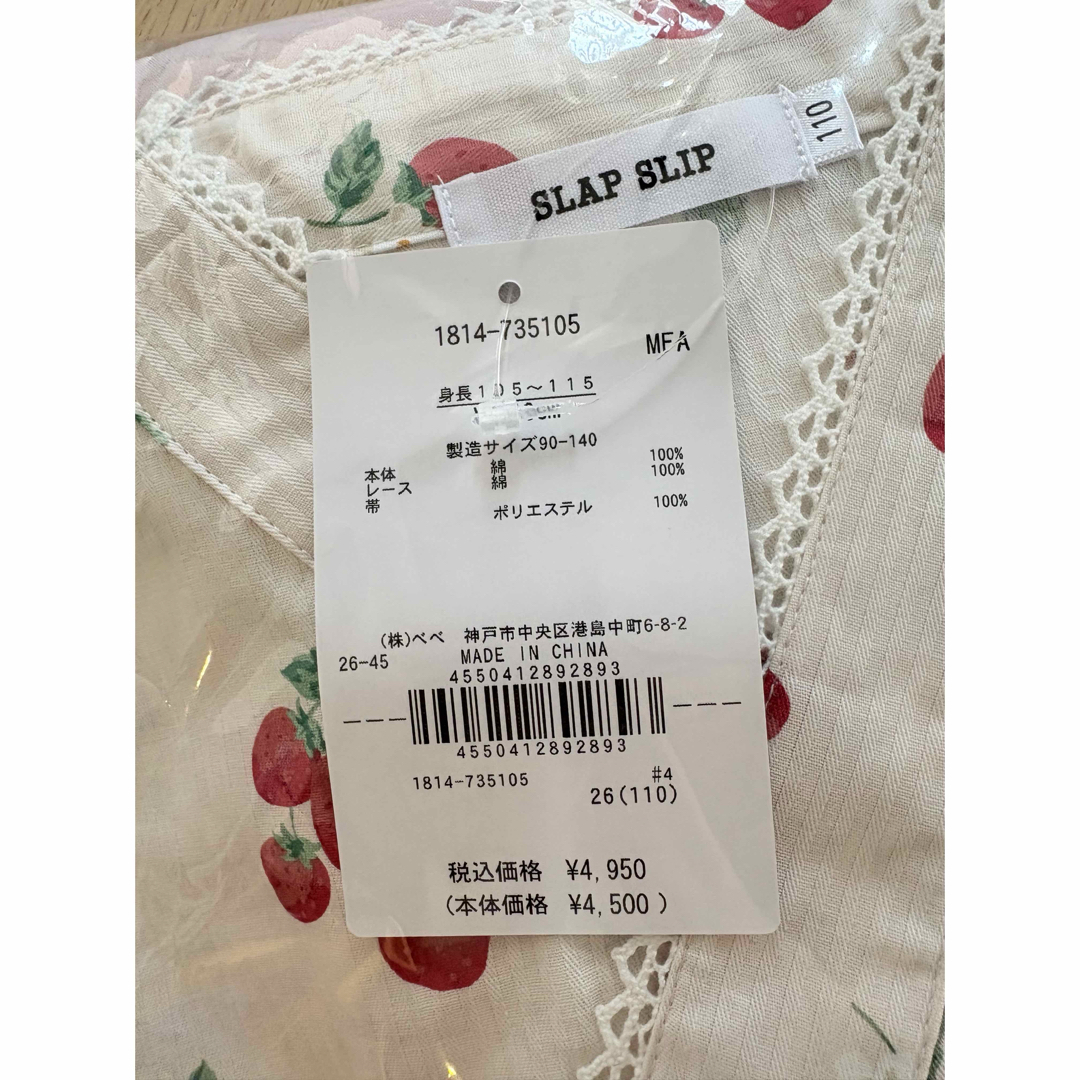 SLAP SLIP
110
1814-735105
MFA
身長105〜115
製造サイズ90-140
本体 綿 100%
レース 綿 100%
帯 ポリエステル 100%
(株)べべ 神戸市中央区港島中町6-8-2
26-45 MADE IN CHINA
4550412892893
4550412892893
1814-735105 #4
26(110)
税込価格 ¥4,950
(本体価格 ¥4,500)